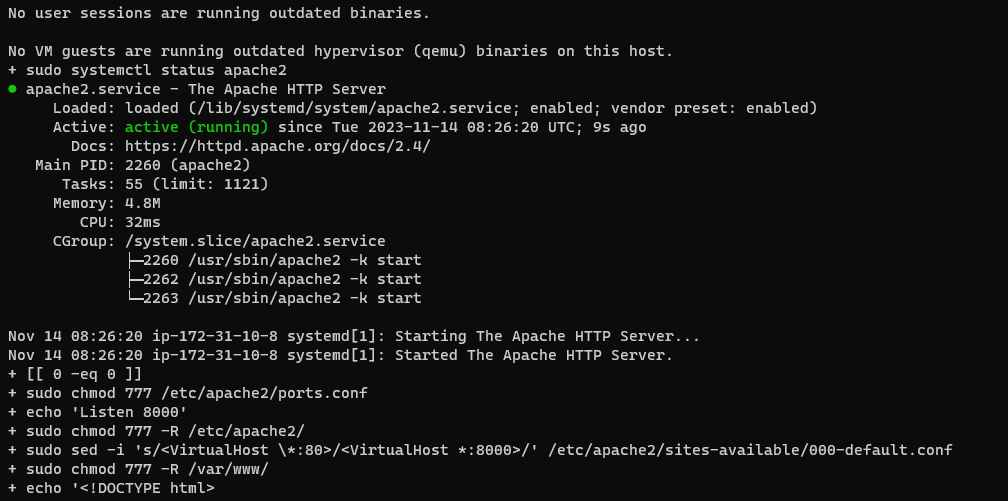 No user sessions are running outdated binaries.
No VM guests are running outdated hypervisor (qemu) binaries on this host.
+ sudo systemctl status apache2
● apache2.service - The Apache HTTP Server
     Loaded: loaded (/lib/systemd/system/apache2.service; enabled; vendor preset: enabled)
     Active: active (running) since Tue 2023-11-14 08:26:20 UTC; 9s ago
       Docs: https://httpd.apache.org/docs/2.4/
   Main PID: 2260 (apache2)
      Tasks: 55 (limit: 1121)
     Memory: 4.8M
        CPU: 32ms
     CGroup: /system.slice/apache2.service
             ├─2260 /usr/sbin/apache2 -k start
             ├─2262 /usr/sbin/apache2 -k start
             └─2263 /usr/sbin/apache2 -k start
Nov 14 08:26:20 ip-172-31-10-8 systemd[1]: Starting The Apache HTTP Server...
Nov 14 08:26:20 ip-172-31-10-8 systemd[1]: Started The Apache HTTP Server.
+ [[ 0 -eq 0 ]]
+ sudo chmod 777 /etc/apache2/ports.conf
+ echo 'Listen 8000'
+ sudo chmod 777 -R /etc/apache2/
+ sudo sed -i 's/<VirtualHost \*:80>/<VirtualHost *:8000>/' /etc/apache2/sites-available/000-default.conf
+ sudo chmod 777 -R /var/www/
+ echo '<!DOCTYPE html>